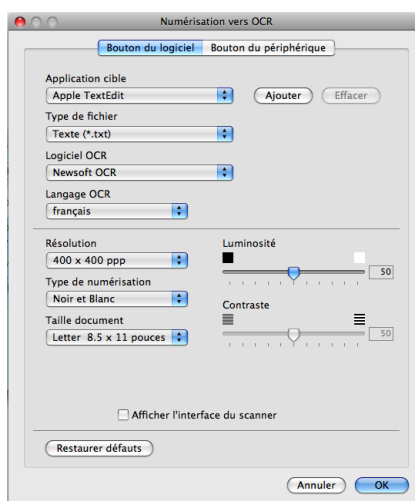 Numérisation vers OCR
Bouton du logiciel Bouton du périphérique
Application cible
Apple TextEdit Ajouter Effacer
Type de fichier
Texte (*.txt)
Logiciel OCR
Newsoft OCR
Langage OCR
français
Résolution Luminosité
400 x 400 ppp
50
Type de numérisation
Noir et Blanc
Contraste
Taille document
Letter 8.5 x 11 pouces
50
Afficher l'interface du scanner
Restaurer défauts
Annuler OK